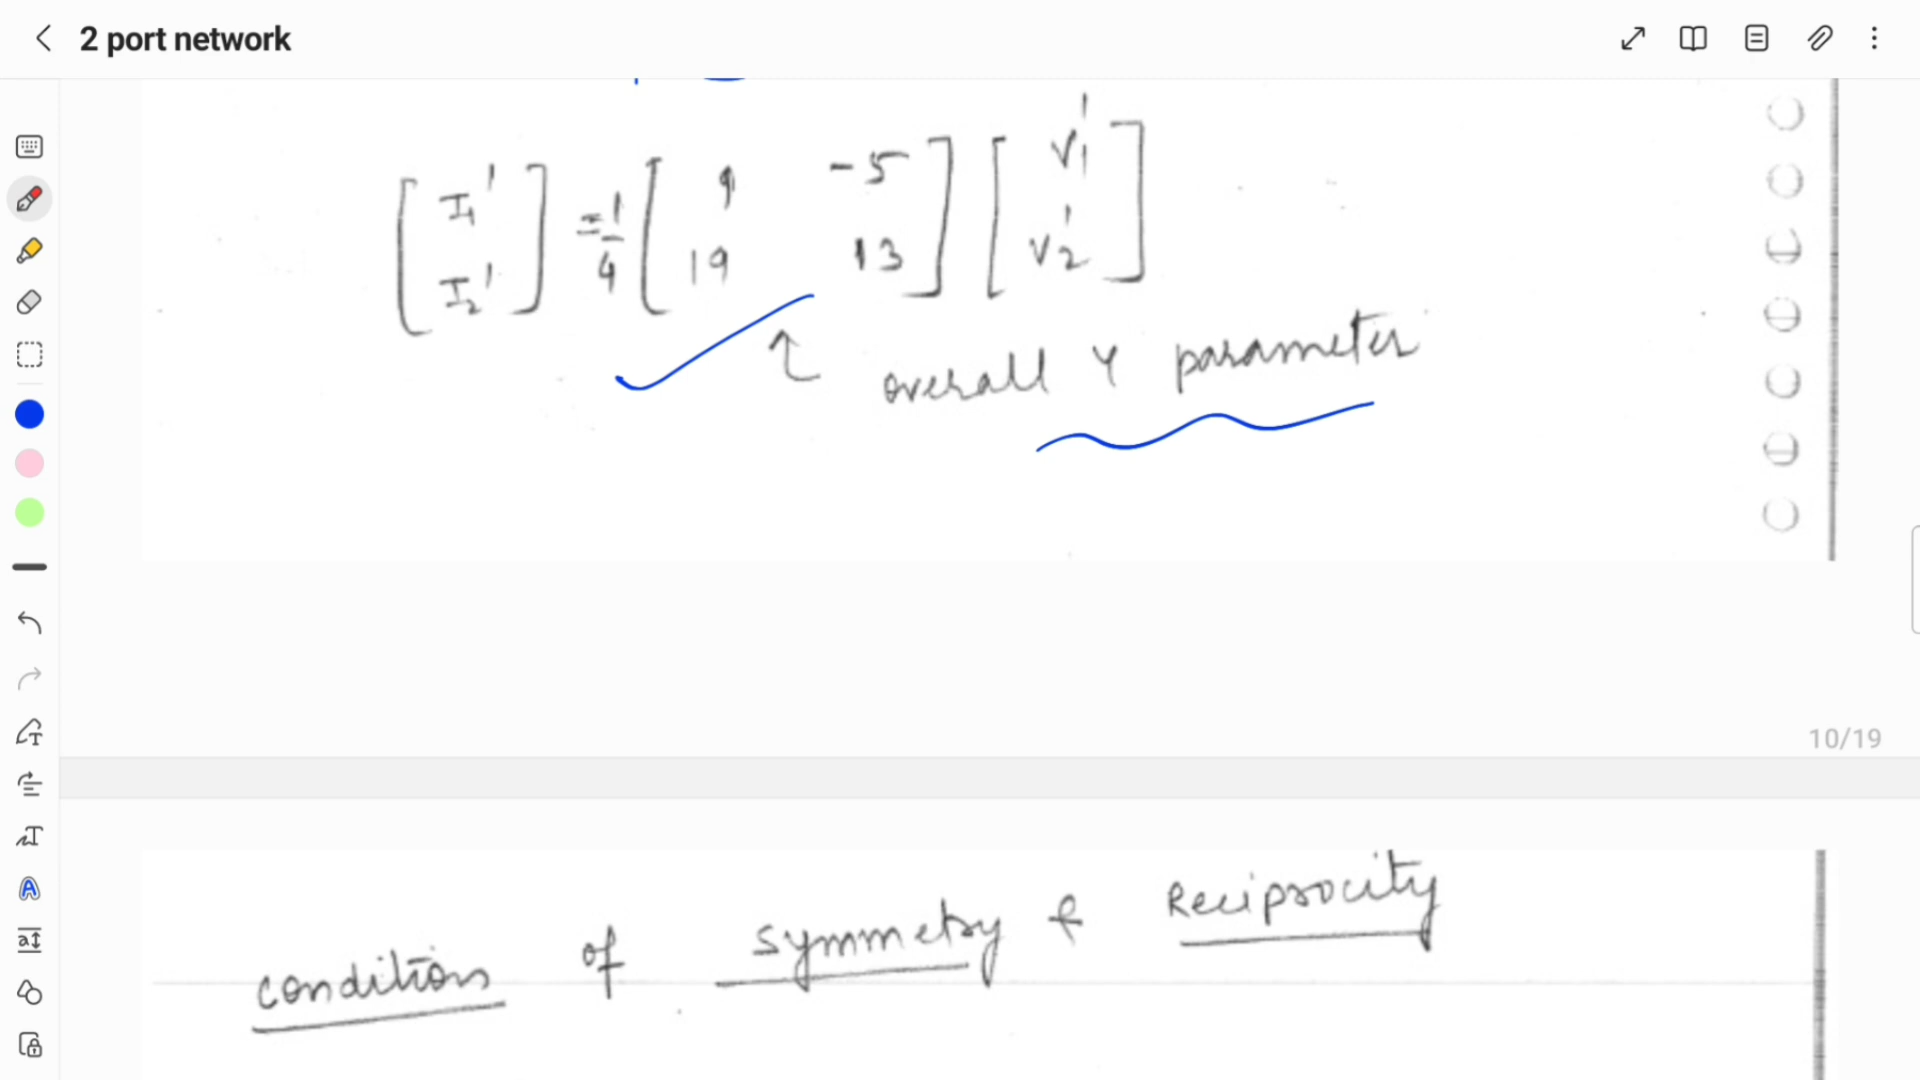 2 port network
[ I₁' ] = 1/4 [ 9 -5 ] [ V₁' ]
[ I₂' ] [ 19 13 ] [ V₂' ]
↑ overall Y parameter
10/19
condition of symmetry & Reciprocity